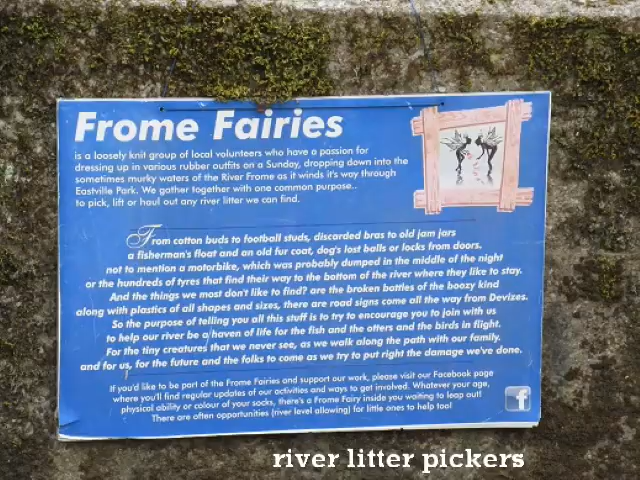 Frome Fairies
is a loosely knit group of local volunteers who have a passion for
dressing up in various rubber outfits on a Sunday, dropping down into the
sometimes murky waters of the River Frome as it winds it's way through
Eastville Park. We gather together with one common purpose..
to pick, lift or haul out any river litter we can find.
From cotton buds to football studs, discarded bras to old jam jars
a fisherman's float and an old fur coat, dog's lost balls or locks from doors.
not to mention a motorbike, which was probably dumped in the middle of the night
or the hundreds of tyres that find their way to the bottom of the river where they like to stay.
And the things we most don't like to find? are the broken bottles of the boozy kind
along with plastics of all shapes and sizes, there are road signs come all the way from Devizes.
So the purpose of telling you all this stuff is to try to encourage you to join with us
to help our river be a haven of life for the fish and the otters and the birds in flight.
For the tiny creatures that we never see, as we walk along the path with our family.
and for us, for the future and the folks to come as we try to put right the damage we've done.
If you'd like to be part of the Frome Fairies and support our work, please visit our Facebook page
where you'll find regular updates of our activities and ways to get involved. Whatever your age,
physical ability or colour of your socks, there's a Frome Fairy inside you waiting to leap out!
There are often opportunities (river level allowing) for little ones to help too!
f
river litter pickers